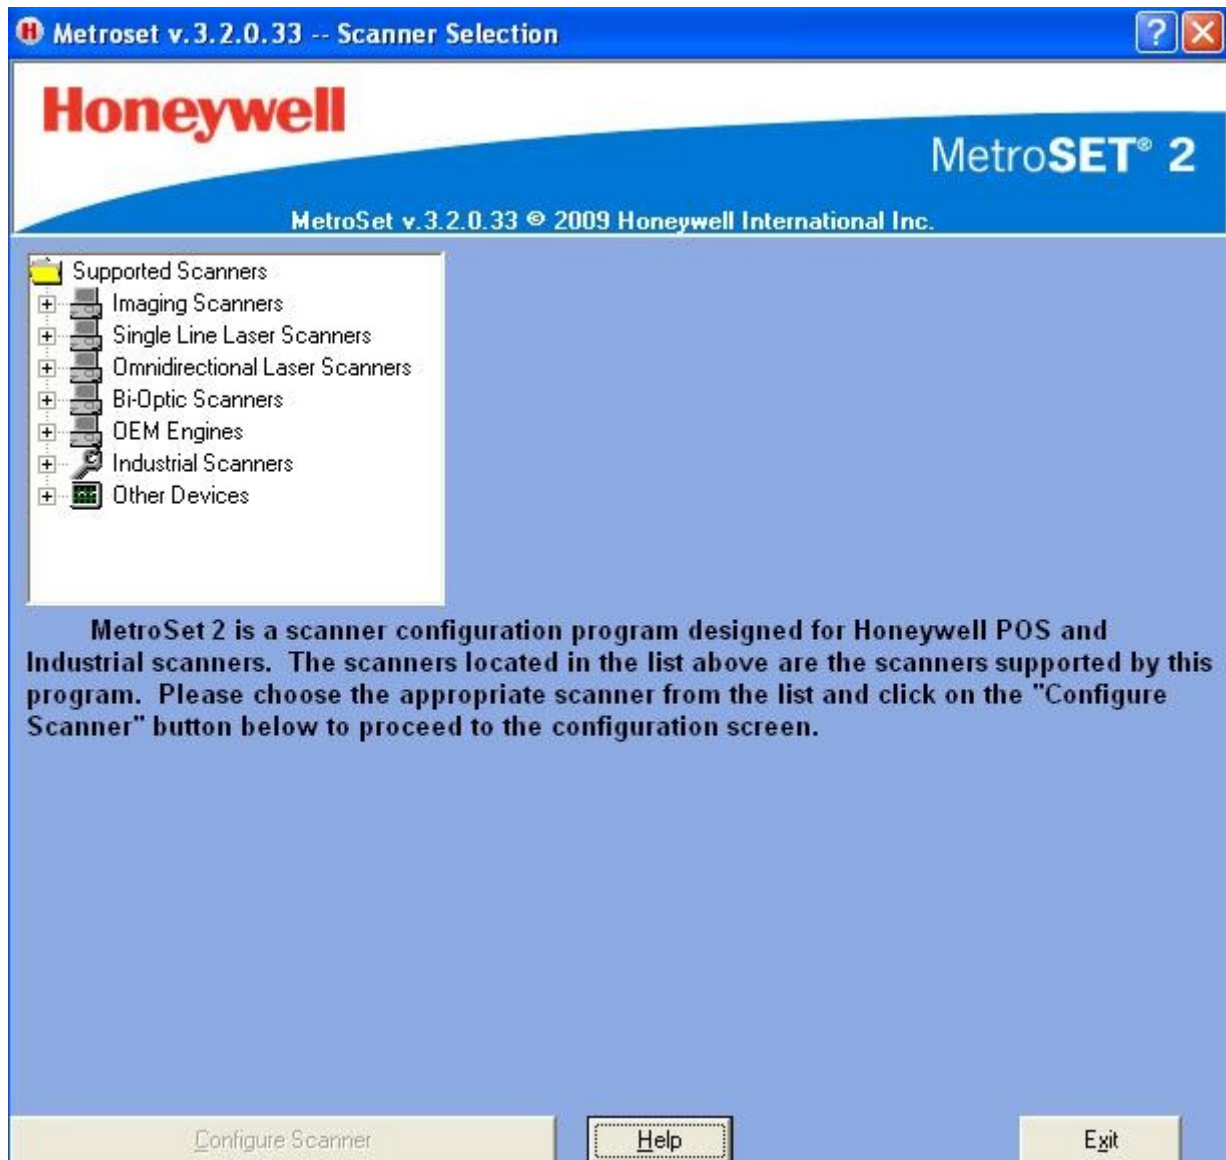 Metroset v.3.2.0.33 -- Scanner Selection
Honeywell
MetroSET® 2
MetroSet v.3.2.0.33 © 2009 Honeywell International Inc.
Supported Scanners
Imaging Scanners
Single Line Laser Scanners
Omnidirectional Laser Scanners
Bi-Optic Scanners
OEM Engines
Industrial Scanners
Other Devices
MetroSet 2 is a scanner configuration program designed for Honeywell POS and
Industrial scanners. The scanners located in the list above are the scanners supported by this
program. Please choose the appropriate scanner from the list and click on the "Configure
Scanner" button below to proceed to the configuration screen.
Configure Scanner
Help
Exit